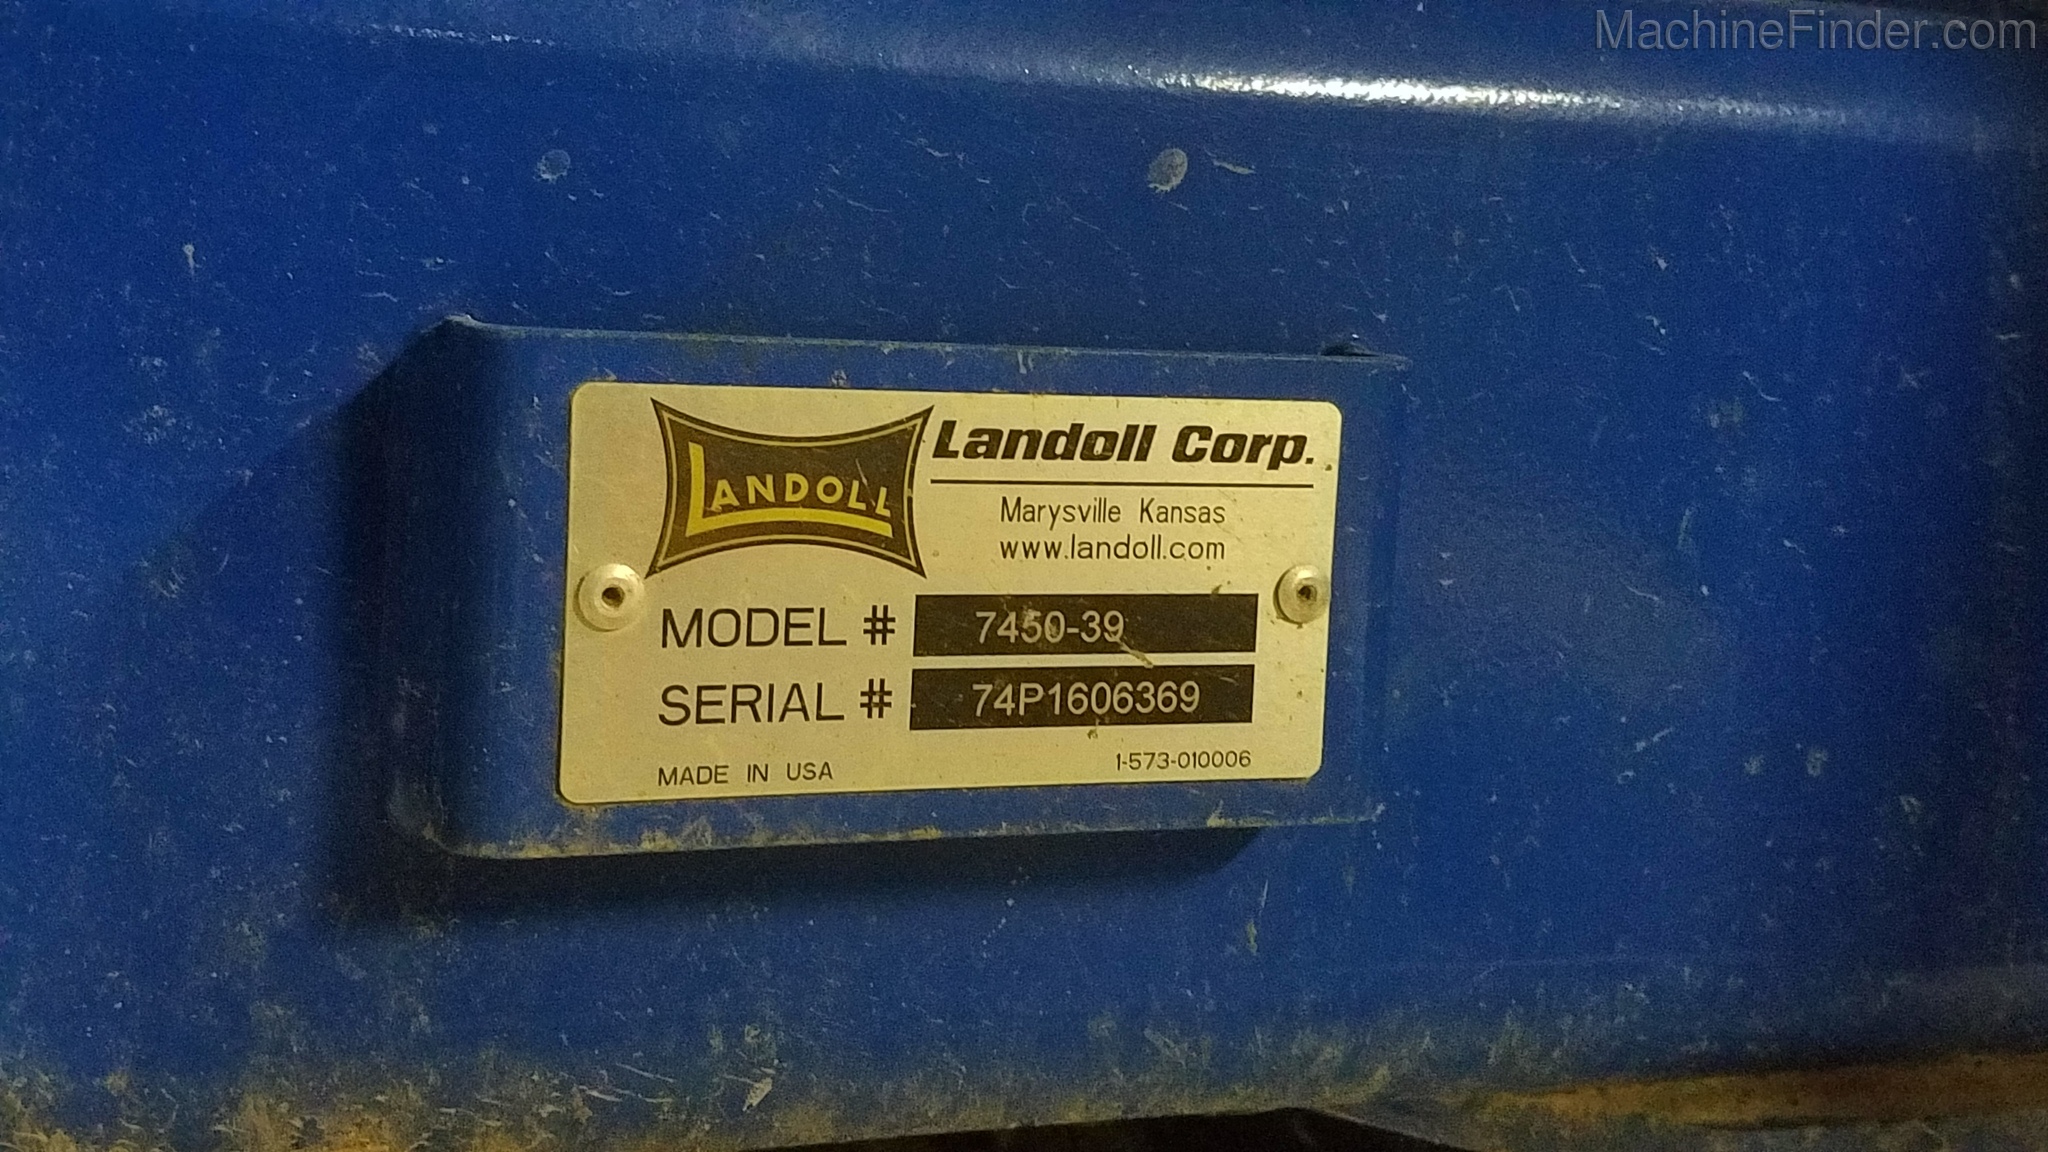 MachineFinder.com
LANDOLL
Landoll Corp.
Marysville Kansas
www.landoll.com
MODEL # 7450-39
SERIAL # 74P1606369
MADE IN USA 1-573-010006